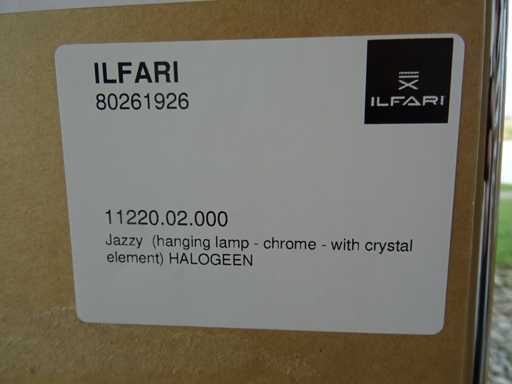 ILFARI
80261926
ILFARI
11220.02.000
Jazzy (hanging lamp - chrome - with crystal
element) HALOGEEN